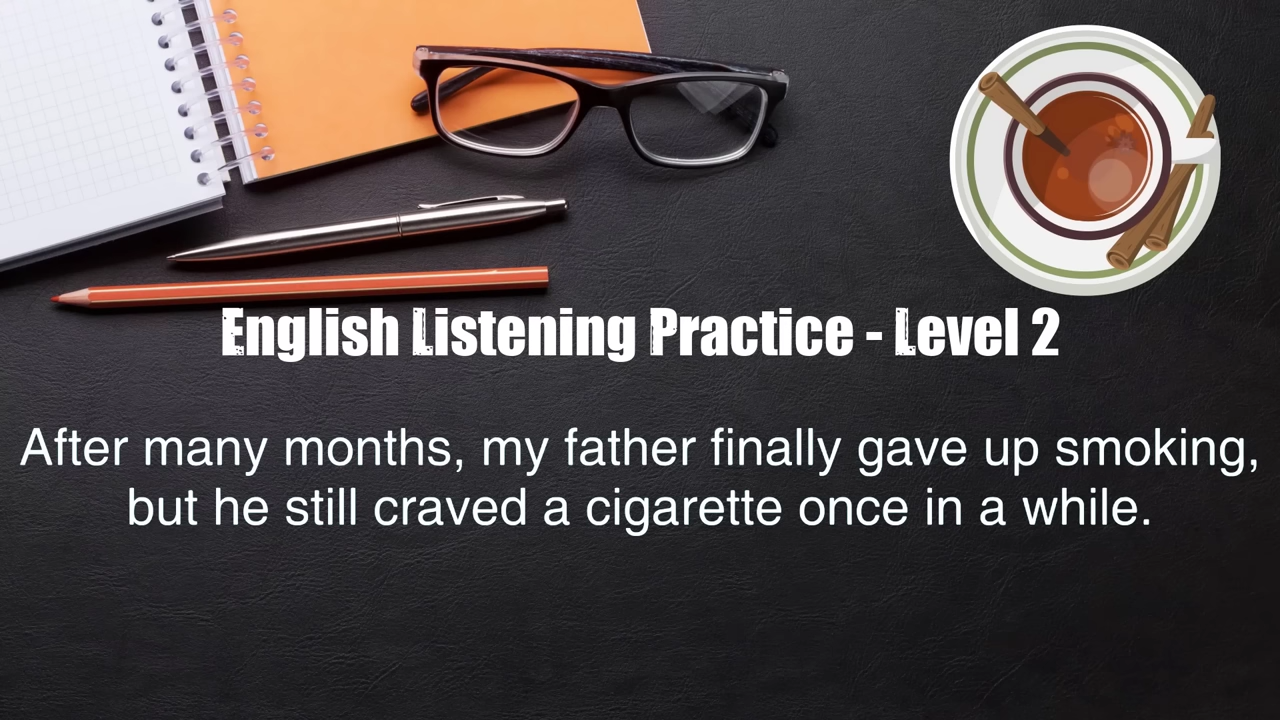 English Listening Practice - Level 2
After many months, my father finally gave up smoking,
but he still craved a cigarette once in a while.